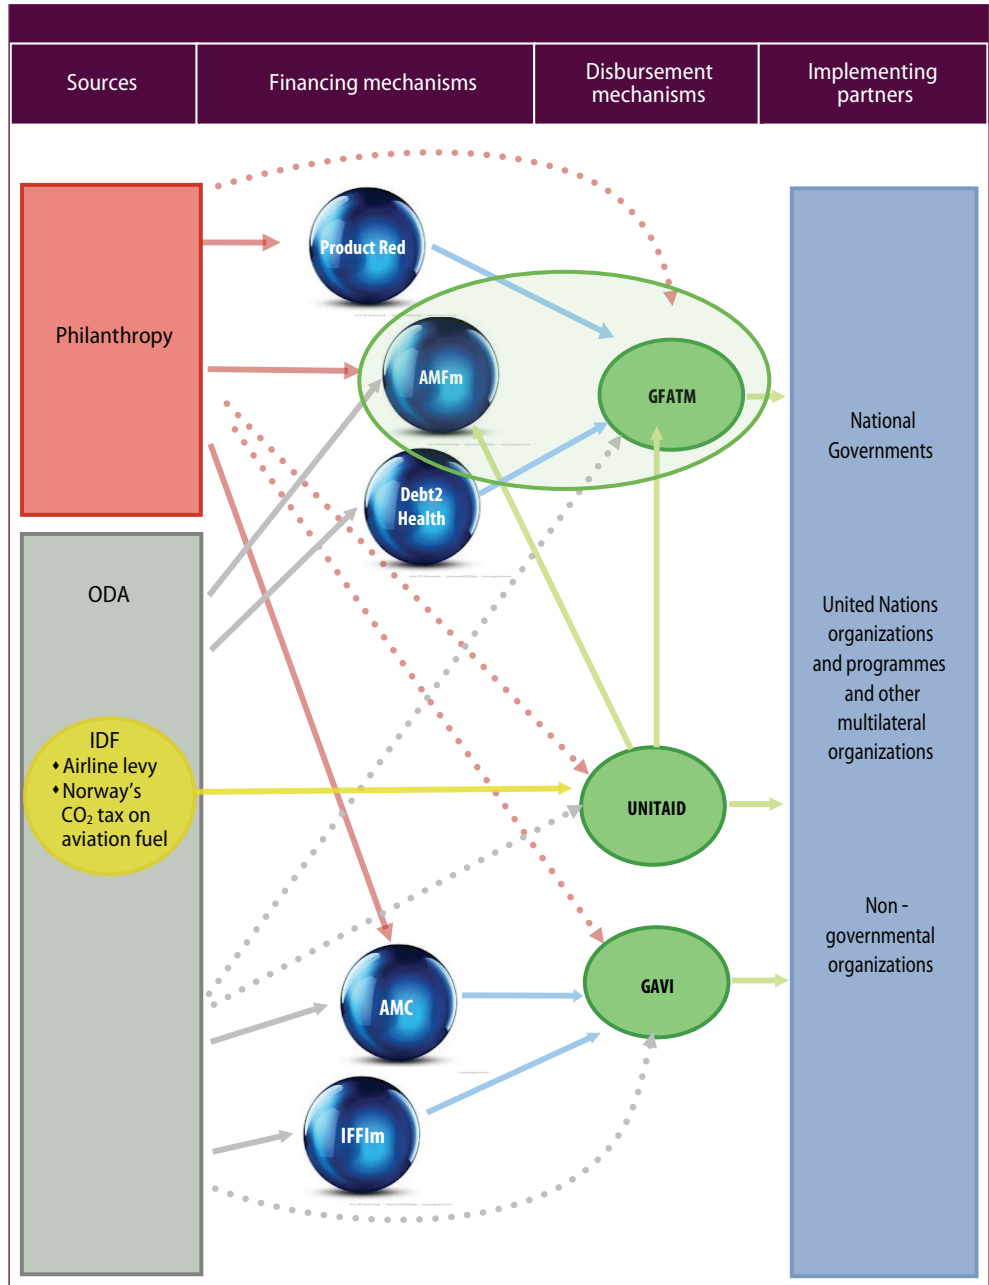 Sources
Financing mechanisms
Disbursement
mechanisms
Implementing
partners
Philanthropy
Product Red
AMFm
GFATM
Debt2
Health
National
Governments
ODA
United Nations
organizations
and programmes
and other
multilateral
organizations
IDF
♦ Airline levy
♦ Norway's
CO₂ tax on
aviation fuel
UNITAID
Non -
governmental
organizations
AMC
GAVI
IFFIm